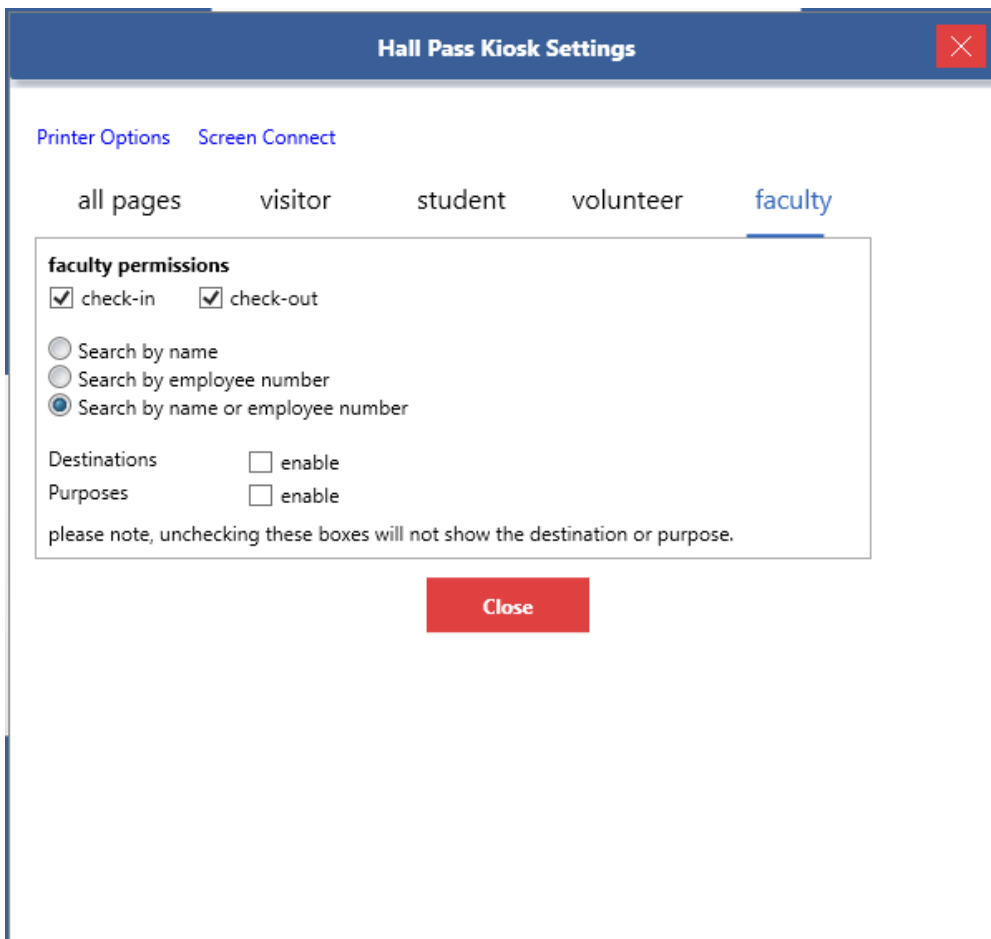 Hall Pass Kiosk Settings
Printer Options Screen Connect
all pages visitor student volunteer faculty
faculty permissions
check-in check-out
Search by name
Search by employee number
Search by name or employee number
Destinations enable
Purposes enable
please note, unchecking these boxes will not show the destination or purpose.
Close